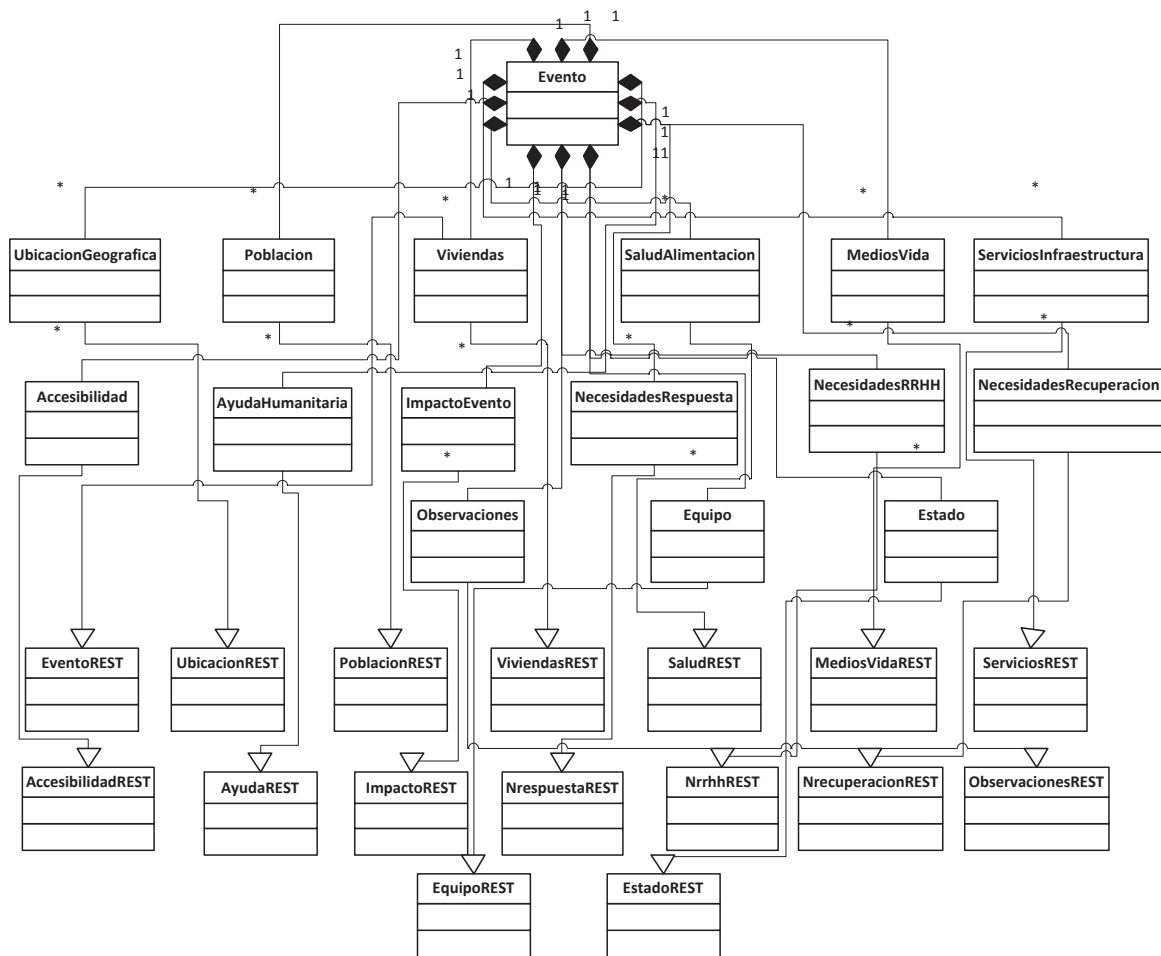 1 1 1
1
1
1
Evento
1
1
11
1 1 1
1 1
* * * * *
UbicacionGeografica Poblacion Viviendas SaludAlimentacion MediosVida ServiciosInfraestructura
* * * * * *
Accesibilidad AyudaHumanitaria ImpactoEvento NecesidadesRespuesta NecesidadesRRHH NecesidadesRecuperacion
* * *
Observaciones Equipo Estado
EventoREST UbicacionREST PoblacionREST ViviendasREST SaludREST MediosVidaREST ServiciosREST
AccesibilidadREST AyudaREST ImpactoREST NrespuestaREST NrrhhREST NrecuperacionREST ObservacionesREST
EquipoREST EstadoREST